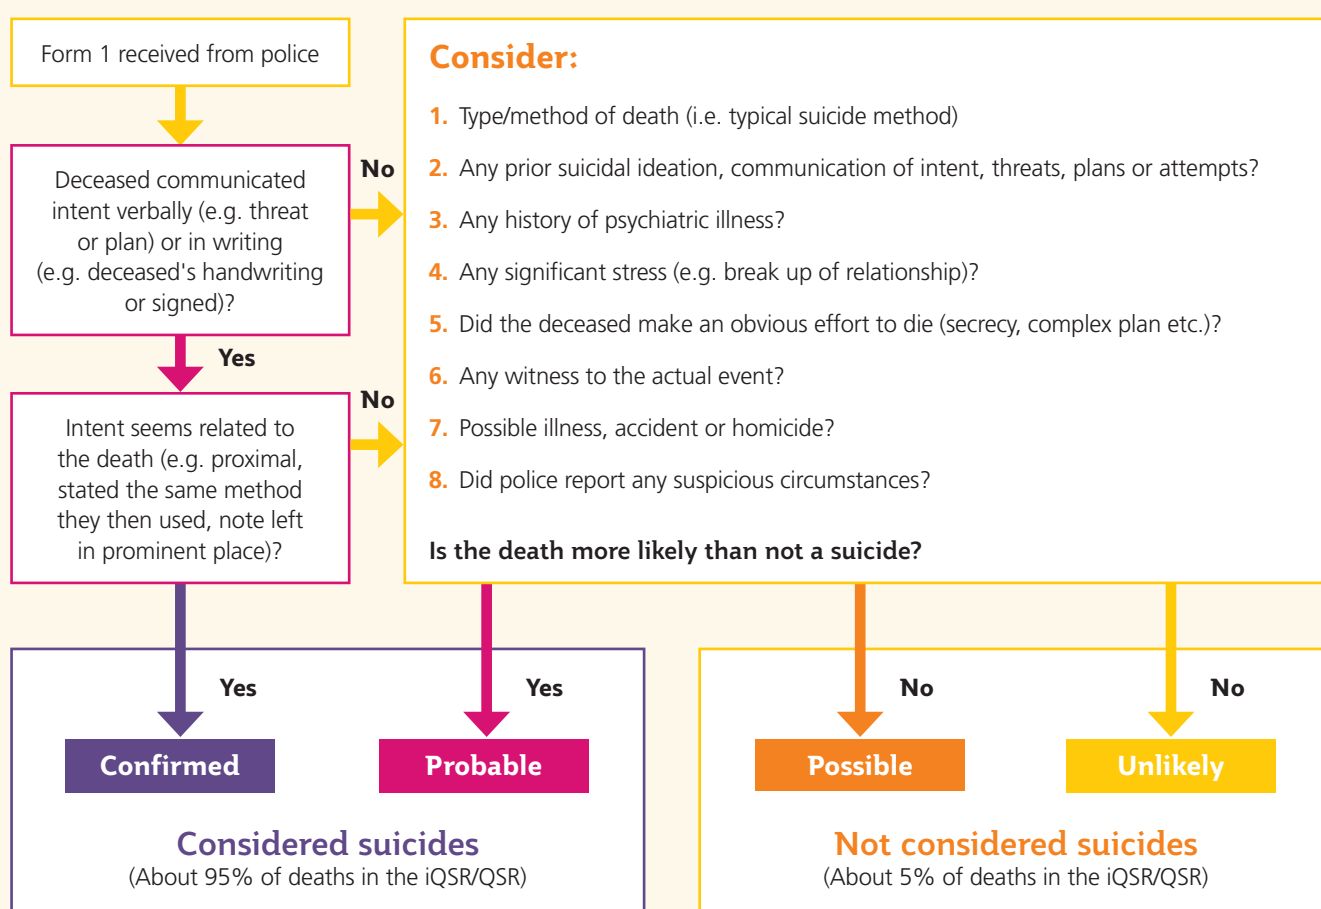 Form 1 received from police
Deceased communicated
intent verbally (e.g. threat
or plan) or in writing
(e.g. deceased's handwriting
or signed)?
No
Yes
Intent seems related to
the death (e.g. proximal,
stated the same method
they then used, note left
in prominent place)?
No
Consider:
1. Type/method of death (i.e. typical suicide method)
2. Any prior suicidal ideation, communication of intent, threats, plans or attempts?
3. Any history of psychiatric illness?
4. Any significant stress (e.g. break up of relationship)?
5. Did the deceased make an obvious effort to die (secrecy, complex plan etc.)?
6. Any witness to the actual event?
7. Possible illness, accident or homicide?
8. Did police report any suspicious circumstances?
Is the death more likely than not a suicide?
Yes
Yes
No
No
Confirmed
Probable
Possible
Unlikely
Considered suicides
(About 95% of deaths in the iQSR/QSR)
Not considered suicides
(About 5% of deaths in the iQSR/QSR)